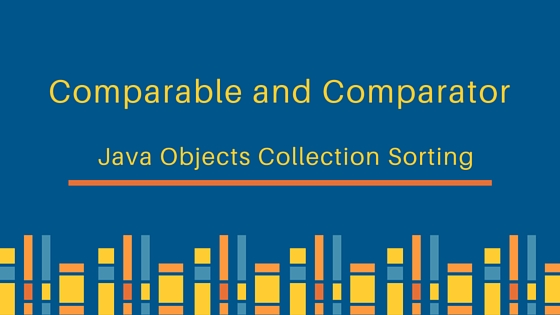 Comparable and Comparator
Java Objects Collection Sorting